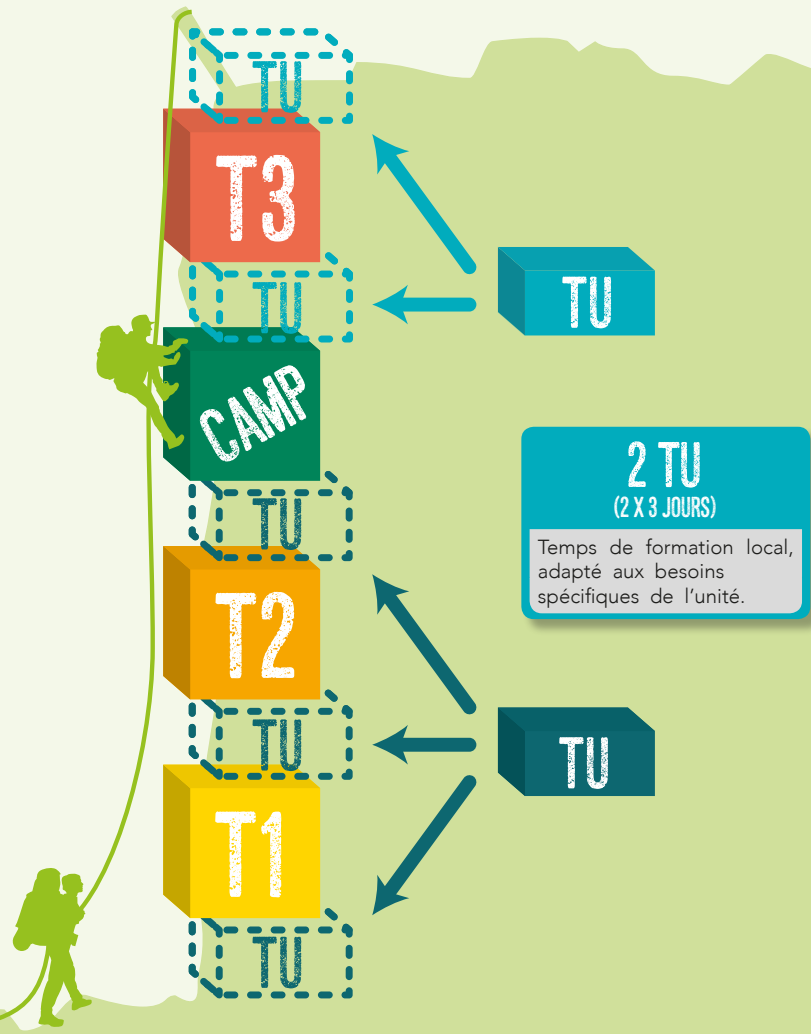 TU
T3
TU
TU
CAMP
2 TU
(2 X 3 JOURS)
Temps de formation local,
adapté aux besoins
spécifiques de l'unité.
TU
T2
TU
TU
T1
TU